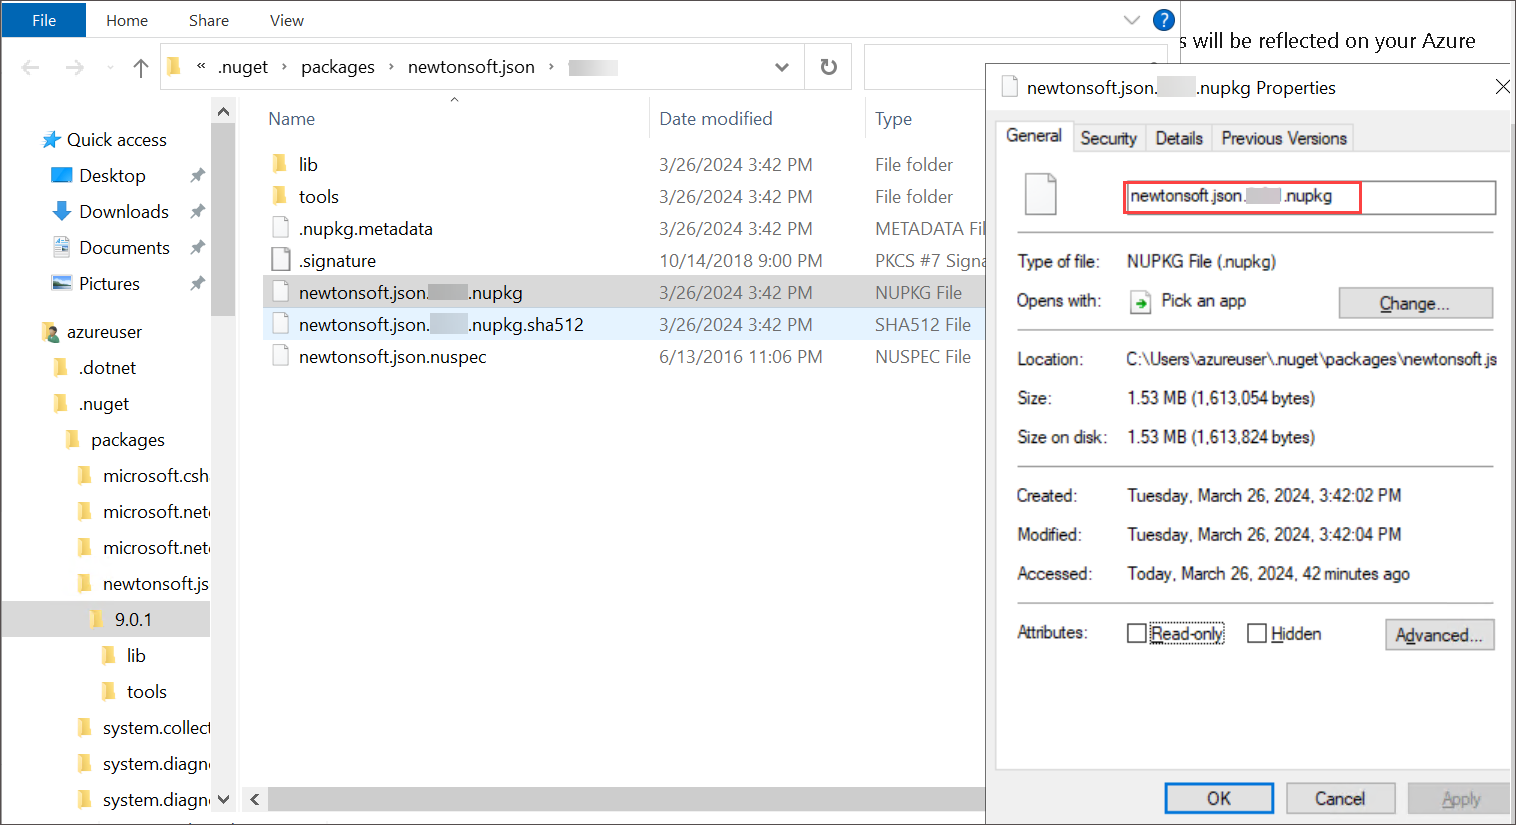 File Home Share View
?
s will be reflected on your Azure
« .nuget › packages › newtonsoft.json ›
Quick access
Desktop
Downloads
Documents
Pictures
azureuser
.dotnet
.nuget
packages
microsoft.csh
microsoft.net
microsoft.net
newtonsoft.js
9.0.1
lib
tools
system.collect
system.diagn
system.diagn
Name Date modified Type
lib 3/26/2024 3:42 PM File folder
tools 3/26/2024 3:42 PM File folder
.nupkg.metadata 3/26/2024 3:42 PM METADATA Fil
.signature 10/14/2018 9:00 PM PKCS #7 Signa
newtonsoft.json. .nupkg 3/26/2024 3:42 PM NUPKG File
newtonsoft.json. .nupkg.sha512 3/26/2024 3:42 PM SHA512 File
newtonsoft.json.nuspec 6/13/2016 11:06 PM NUSPEC File
newtonsoft.json. .nupkg Properties
General Security Details Previous Versions
newtonsoft.json. .nupkg
Type of file: NUPKG File (.nupkg)
Opens with: Pick an app Change...
Location: C:\Users\azureuser\.nuget\packages\newtonsoft.js
Size: 1.53 MB (1,613,054 bytes)
Size on disk: 1.53 MB (1,613,824 bytes)
Created: Tuesday, March 26, 2024, 3:42:02 PM
Modified: Tuesday, March 26, 2024, 3:42:04 PM
Accessed: Today, March 26, 2024, 42 minutes ago
Attributes: Read-only Hidden Advanced...
OK Cancel Apply